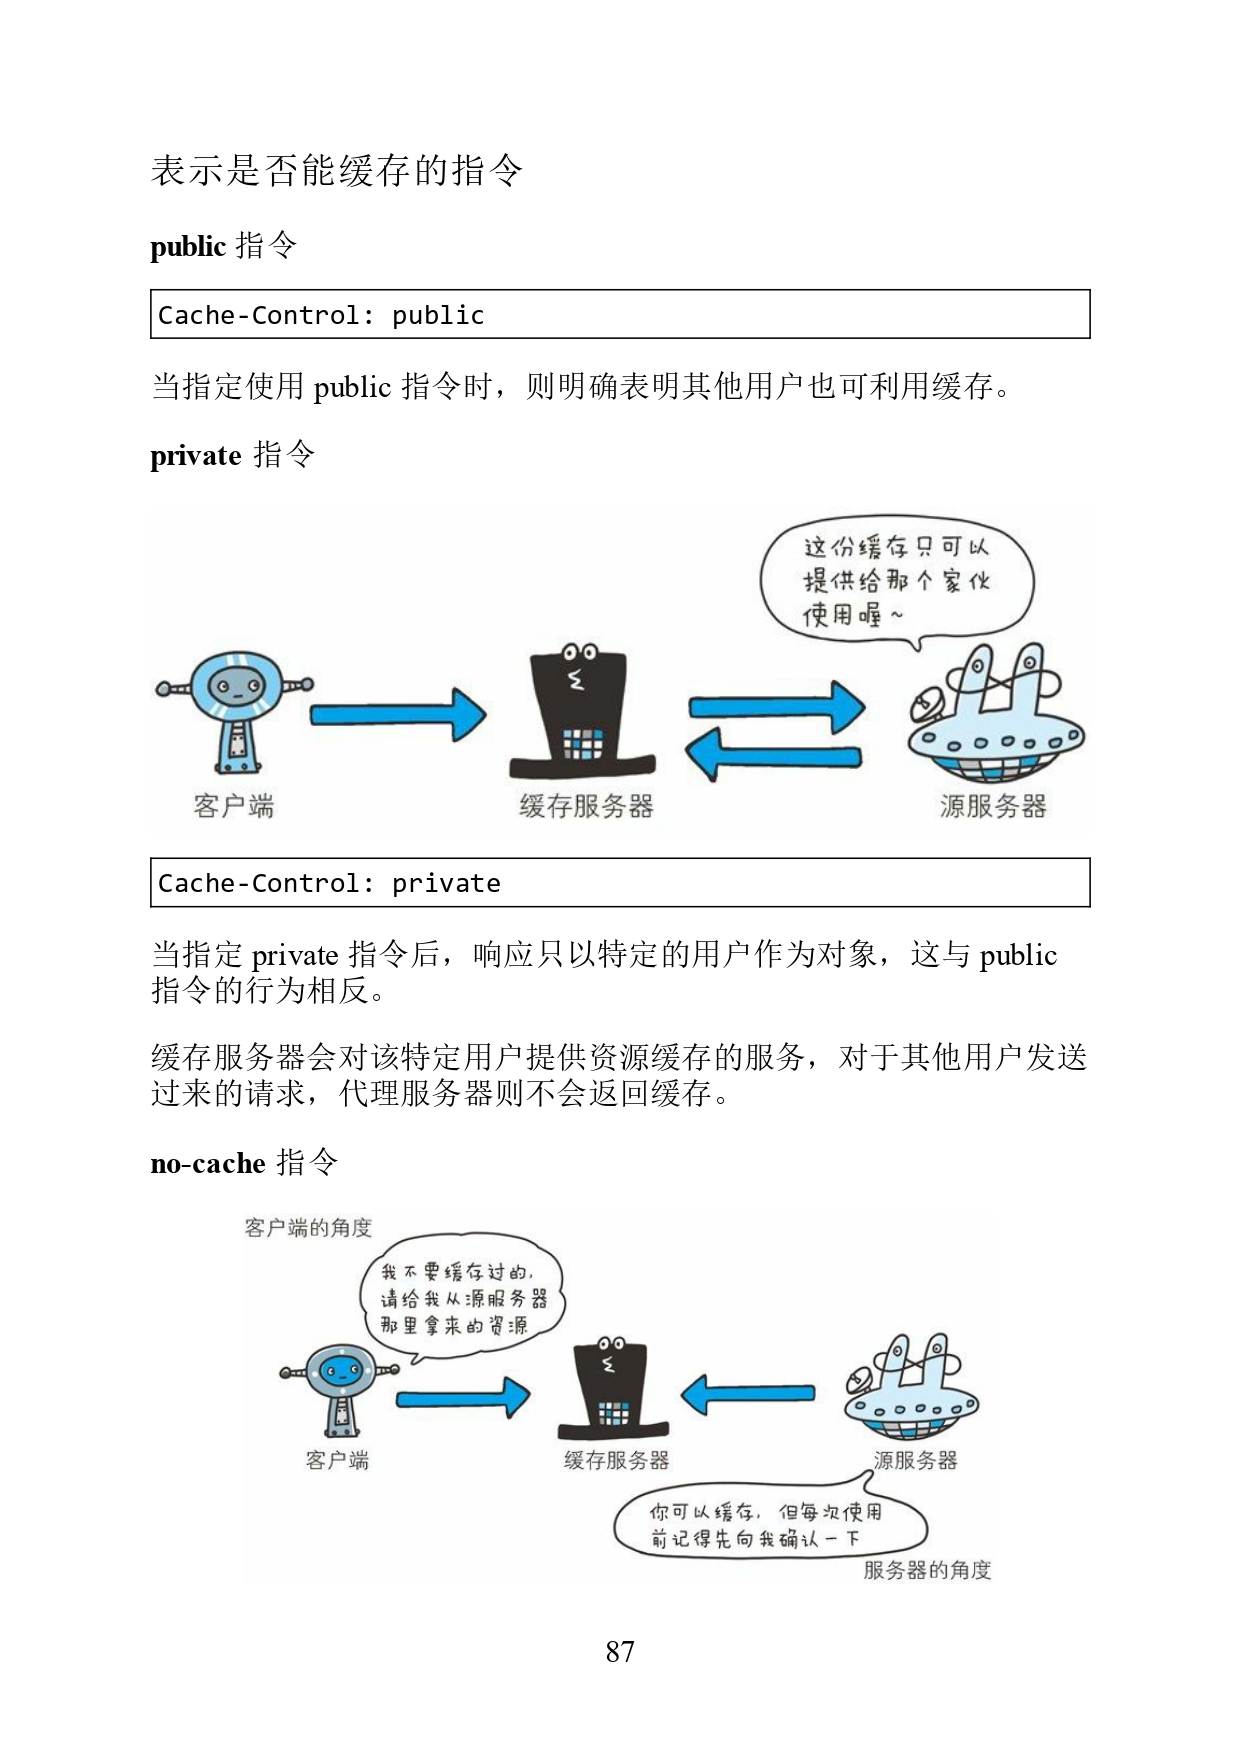 表示是否能缓存的指令
public 指令
Cache-Control: public
当指定使用 public 指令时，则明确表明其他用户也可利用缓存。
private 指令
这份缓存只可以
提供给那个家伙
使用喔~
客户端
缓存服务器
源服务器
Cache-Control: private
当指定 private 指令后，响应只以特定的用户作为对象，这与 public
指令的行为相反。
缓存服务器会对该特定用户提供资源缓存的服务，对于其他用户发送
过来的请求，代理服务器则不会返回缓存。
no-cache 指令
客户端的角度
我不要缓存过的，
请给我从源服务器
那里拿来的资源
客户端
缓存服务器
源服务器
你可以缓存，但每次使用
前记得先向我确认一下
服务器的角度
87